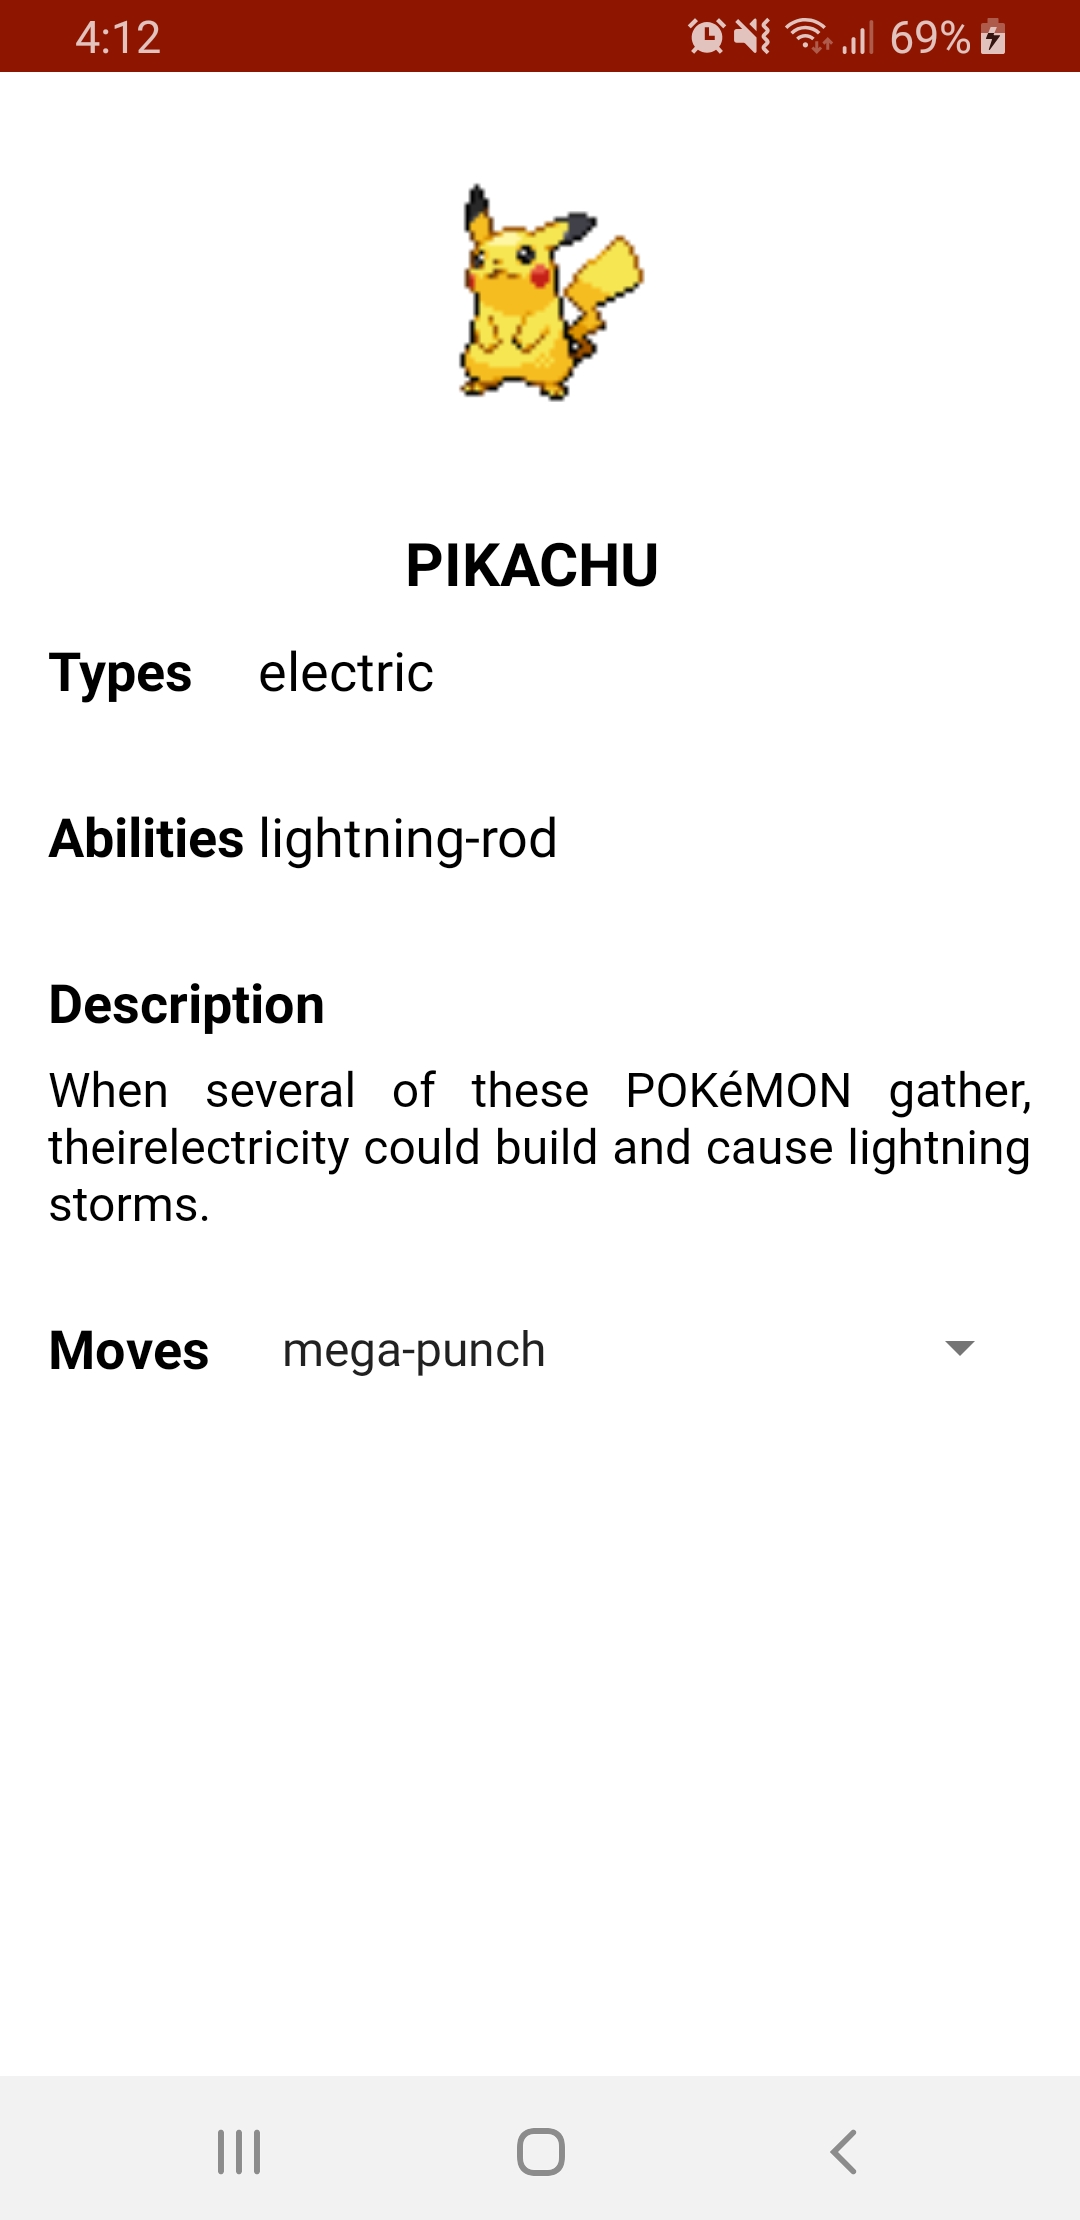 4:12 69%
PIKACHU
Types electric
Abilities lightning-rod
Description
When several of these POKéMON gather,
theirelectricity could build and cause lightning
storms.
Moves mega-punch